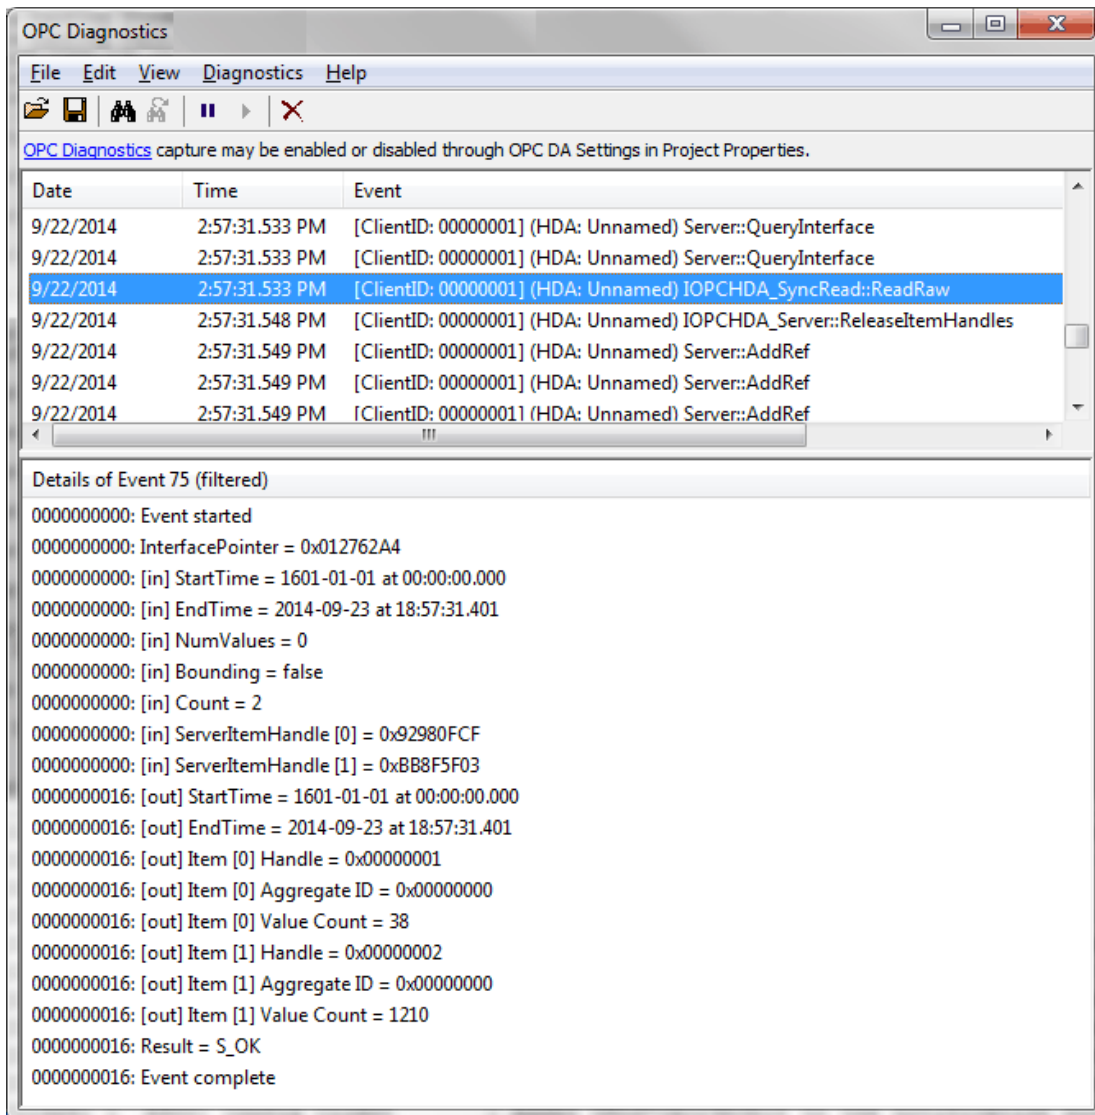 OPC Diagnostics
File Edit View Diagnostics Help
OPC Diagnostics capture may be enabled or disabled through OPC DA Settings in Project Properties.
Date Time Event
9/22/2014 2:57:31.533 PM [ClientID: 00000001] (HDA: Unnamed) Server::QueryInterface
9/22/2014 2:57:31.533 PM [ClientID: 00000001] (HDA: Unnamed) Server::QueryInterface
9/22/2014 2:57:31.533 PM [ClientID: 00000001] (HDA: Unnamed) IOPCHDA_SyncRead::ReadRaw
9/22/2014 2:57:31.548 PM [ClientID: 00000001] (HDA: Unnamed) IOPCHDA_Server::ReleaseItemHandles
9/22/2014 2:57:31.549 PM [ClientID: 00000001] (HDA: Unnamed) Server::AddRef
9/22/2014 2:57:31.549 PM [ClientID: 00000001] (HDA: Unnamed) Server::AddRef
9/22/2014 2:57:31.549 PM [ClientID: 00000001] (HDA: Unnamed) Server::AddRef
Details of Event 75 (filtered)
0000000000: Event started
0000000000: InterfacePointer = 0x012762A4
0000000000: [in] StartTime = 1601-01-01 at 00:00:00.000
0000000000: [in] EndTime = 2014-09-23 at 18:57:31.401
0000000000: [in] NumValues = 0
0000000000: [in] Bounding = false
0000000000: [in] Count = 2
0000000000: [in] ServerItemHandle [0] = 0x92980FCF
0000000000: [in] ServerItemHandle [1] = 0xBB8F5F03
0000000016: [out] StartTime = 1601-01-01 at 00:00:00.000
0000000016: [out] EndTime = 2014-09-23 at 18:57:31.401
0000000016: [out] Item [0] Handle = 0x00000001
0000000016: [out] Item [0] Aggregate ID = 0x00000000
0000000016: [out] Item [0] Value Count = 38
0000000016: [out] Item [1] Handle = 0x00000002
0000000016: [out] Item [1] Aggregate ID = 0x00000000
0000000016: [out] Item [1] Value Count = 1210
0000000016: Result = S_OK
0000000016: Event complete